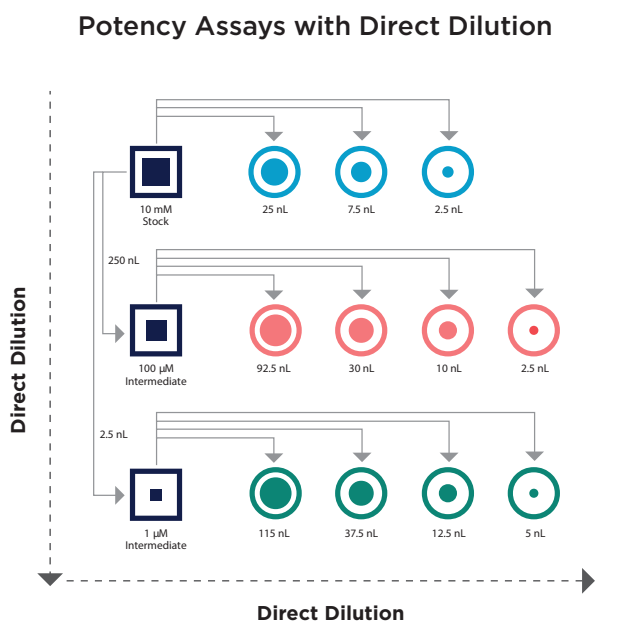 Potency Assays with Direct Dilution
10 mM
Stock
25 nL
7.5 nL
2.5 nL
250 nL
100 µM
Intermediate
92.5 nL
30 nL
10 nL
2.5 nL
2.5 nL
1 µM
Intermediate
115 nL
37.5 nL
12.5 nL
5 nL
Direct Dilution
Direct Dilution